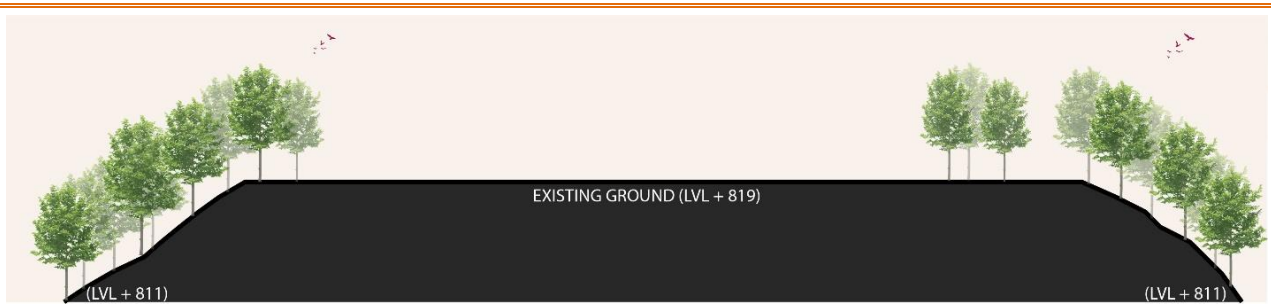 EXISTING GROUND (LVL + 819)
(LVL + 811)
(LVL + 811)